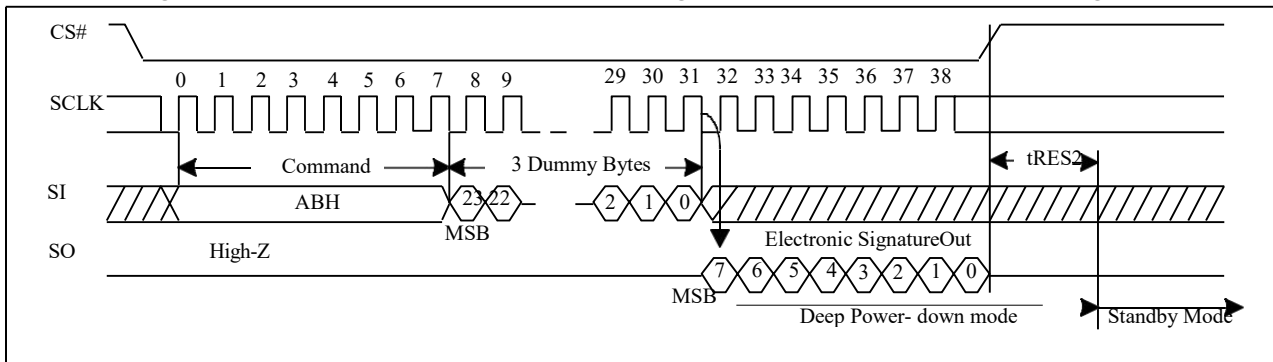 CS#
0 1 2 3 4 5 6 7 8 9 29 30 31 32 33 34 35 36 37 38
SCLK
Command 3 Dummy Bytes tRES2
SI ABH 23 22 2 1 0
MSB
SO High-Z Electronic SignatureOut
7 6 5 4 3 2 1 0
MSB
Deep Power- down mode Standby Mode